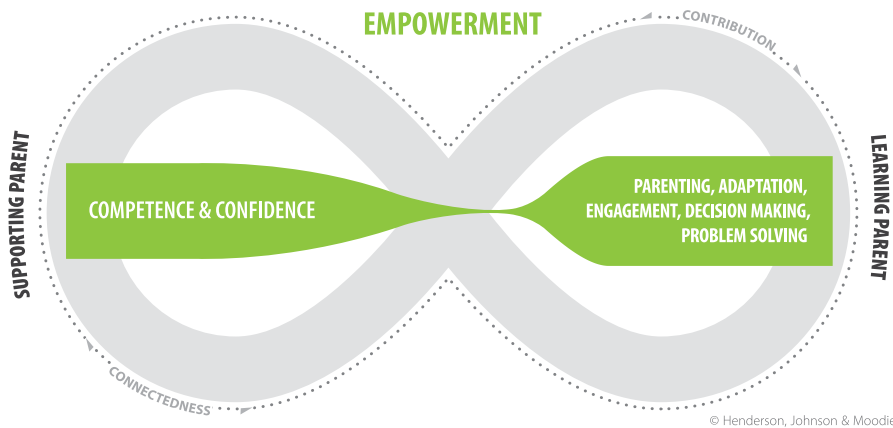 EMPOWERMENT
CONTRIBUTION
SUPPORTING PARENT
COMPETENCE & CONFIDENCE
PARENTING, ADAPTATION,
ENGAGEMENT, DECISION MAKING,
PROBLEM SOLVING
LEARNING PARENT
CONNECTEDNESS
© Henderson, Johnson & Moodie